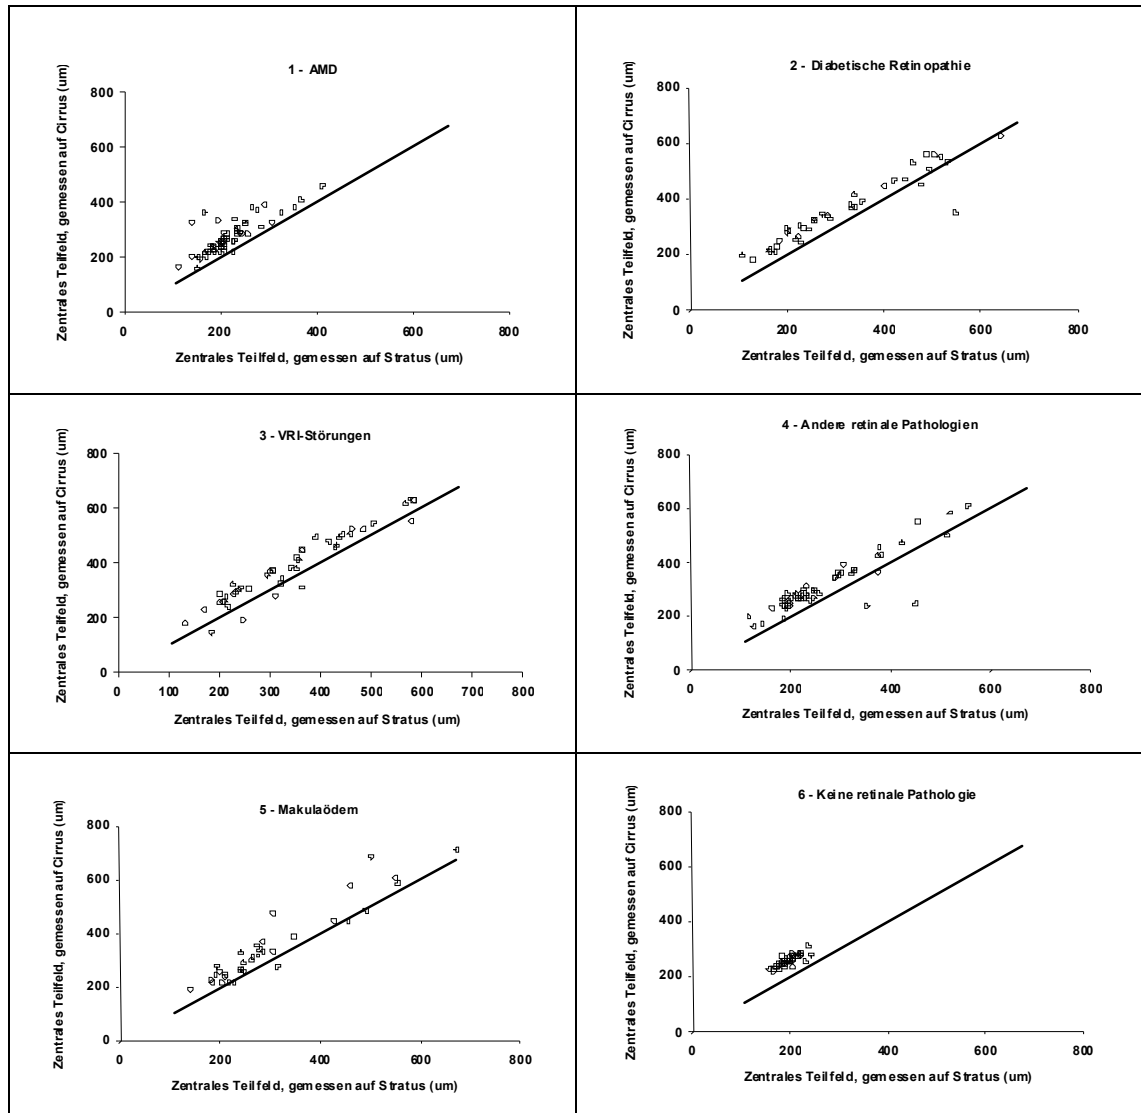 1 - AMD
Zentrales Teilfeld, gemessen auf Cirrus (um)
800
600
400
200
0
0 200 400 600 800
Zentrales Teilfeld, gemessen auf Stratus (um)
2 - Diabetische Retinopathie
Zentrales Teilfeld, gemessen auf Cirrus (um)
800
600
400
200
0
0 200 400 600 800
Zentrales Teilfeld, gemessen auf Stratus (um)
3 - VRI-Störungen
Zentrales Teilfeld, gemessen auf Cirrus (um)
800
600
400
200
0
0 100 200 300 400 500 600 700 800
Zentrales Teilfeld, gemessen auf Stratus (um)
4 - Andere retinale Pathologien
Zentrales Teilfeld, gemessen auf Cirrus (um)
800
600
400
200
0
0 200 400 600 800
Zentrales Teilfeld, gemessen auf Stratus (um)
5 - Makulaödem
Zentrales Teilfeld, gemessen auf Cirrus (um)
800
600
400
200
0
0 200 400 600 800
Zentrales Teilfeld, gemessen auf Stratus (um)
6 - Keine retinale Pathologie
Zentrales Teilfeld, gemessen auf Cirrus (um)
800
600
400
200
0
0 200 400 600 800
Zentrales Teilfeld, gemessen auf Stratus (um)